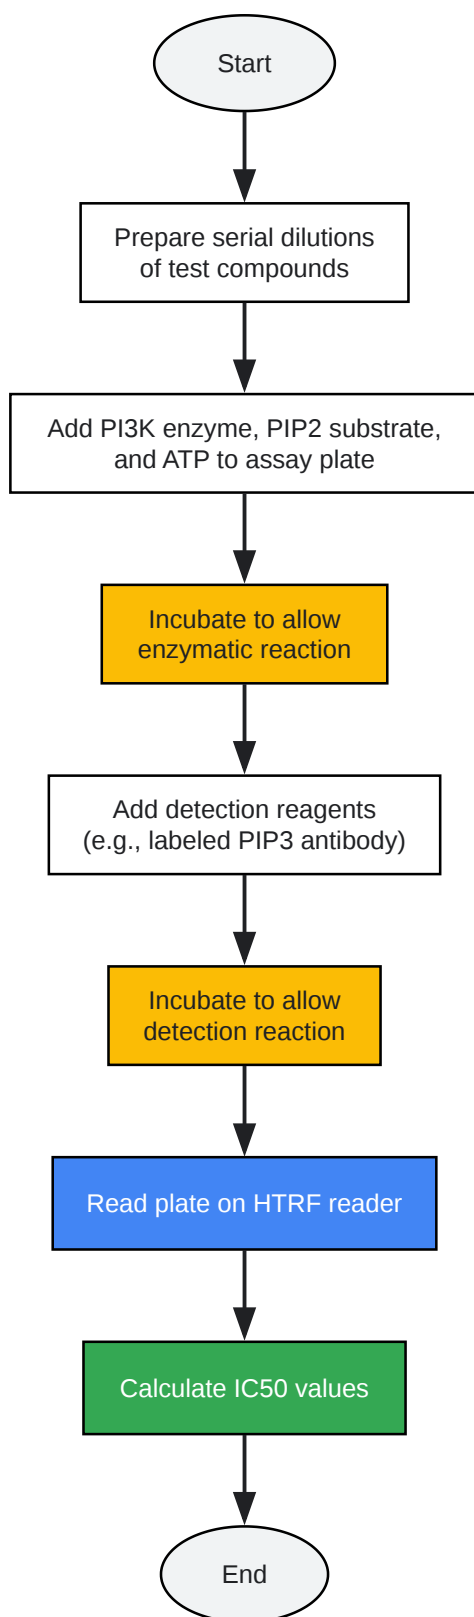 Start
Prepare serial dilutions
of test compounds
Add PI3K enzyme, PIP2 substrate,
and ATP to assay plate
Incubate to allow
enzymatic reaction
Add detection reagents
(e.g., labeled PIP3 antibody)
Incubate to allow
detection reaction
Read plate on HTRF reader
Calculate IC50 values
End